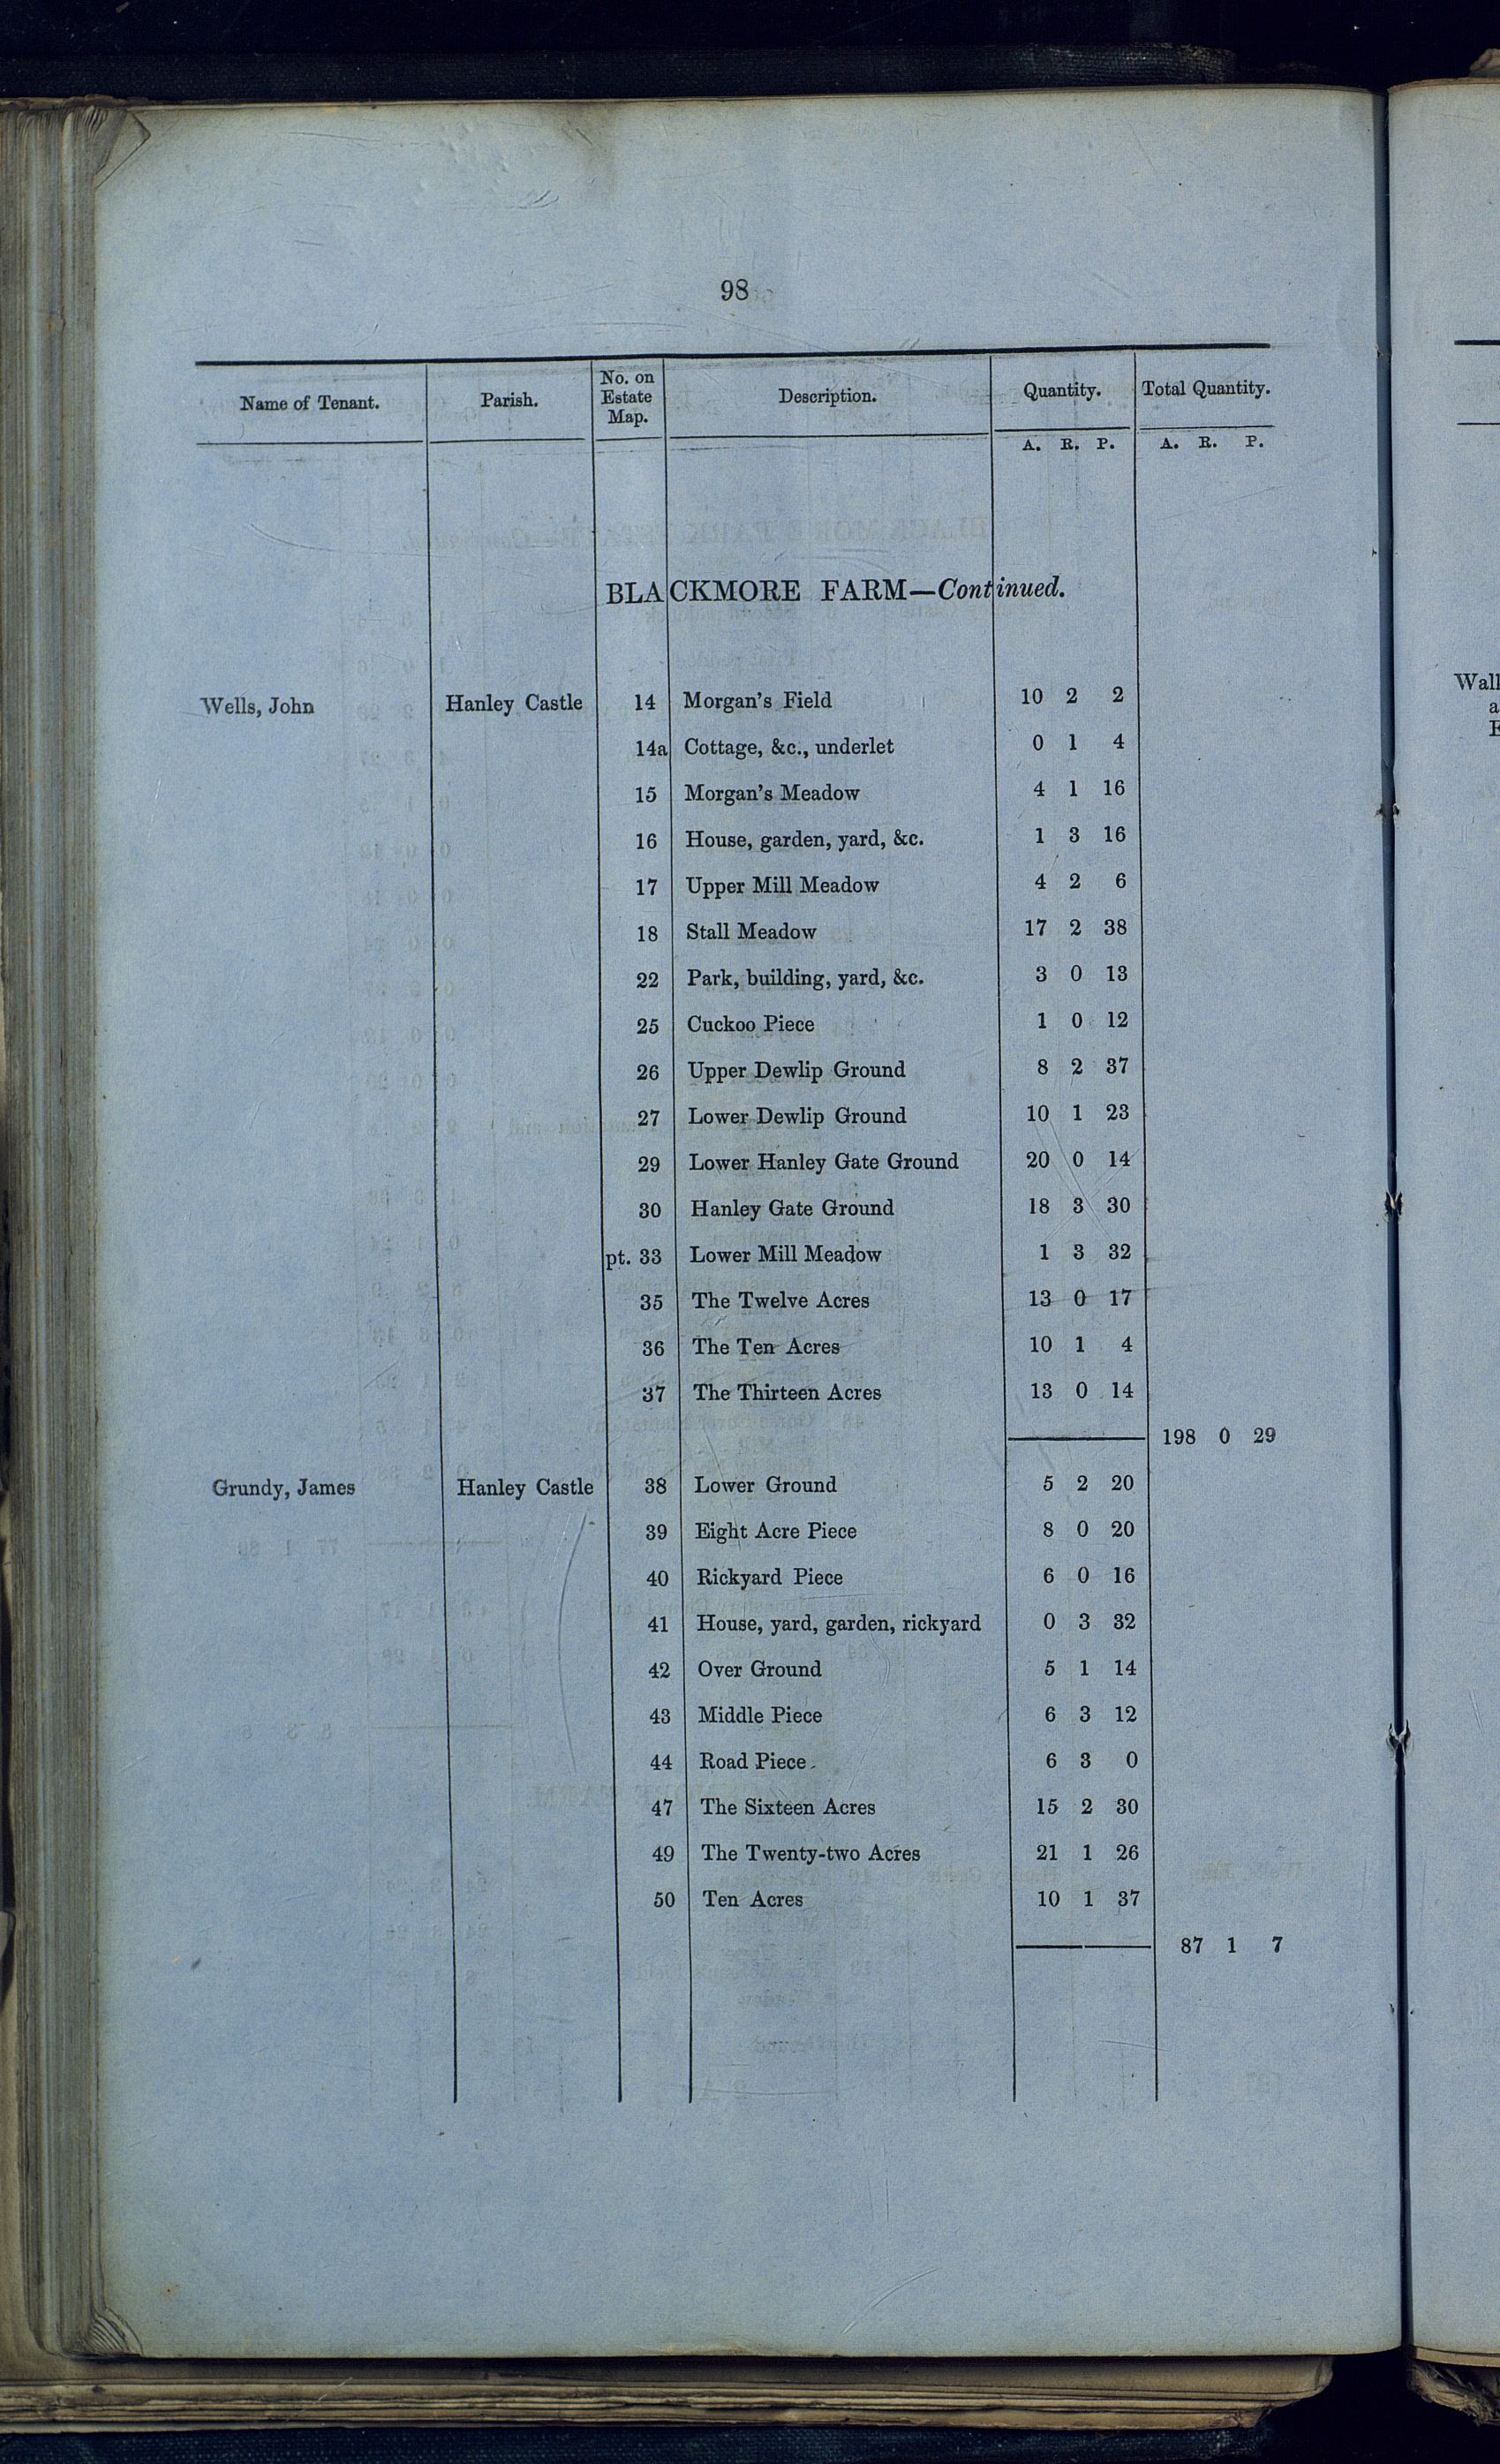 98
Name of Tenant. Parish. No. on Estate Map. Description. Quantity. Total Quantity.
A. R. P. A. R. P.
BLACKMORE FARM—Continued.
Wells, John Hanley Castle 14 Morgan's Field 10 2 2
14a Cottage, &c., underlet 0 1 4
15 Morgan's Meadow 4 1 16
16 House, garden, yard, &c. 1 3 16
17 Upper Mill Meadow 4 2 6
18 Stall Meadow 17 2 38
22 Park, building, yard, &c. 3 0 13
25 Cuckoo Piece 1 0 12
26 Upper Dewlip Ground 8 2 37
27 Lower Dewlip Ground 10 1 23
29 Lower Hanley Gate Ground 20 0 14
30 Hanley Gate Ground 18 3 30
pt. 33 Lower Mill Meadow 1 3 32
35 The Twelve Acres 13 0 17
36 The Ten Acres 10 1 4
37 The Thirteen Acres 13 0 14
198 0 29
Grundy, James Hanley Castle 38 Lower Ground 5 2 20
39 Eight Acre Piece 8 0 20
40 Rickyard Piece 6 0 16
41 House, yard, garden, rickyard 0 3 32
42 Over Ground 5 1 14
43 Middle Piece 6 3 12
44 Road Piece 6 3 0
47 The Sixteen Acres 15 2 30
49 The Twenty-two Acres 21 1 26
50 Ten Acres 10 1 37
87 1 7